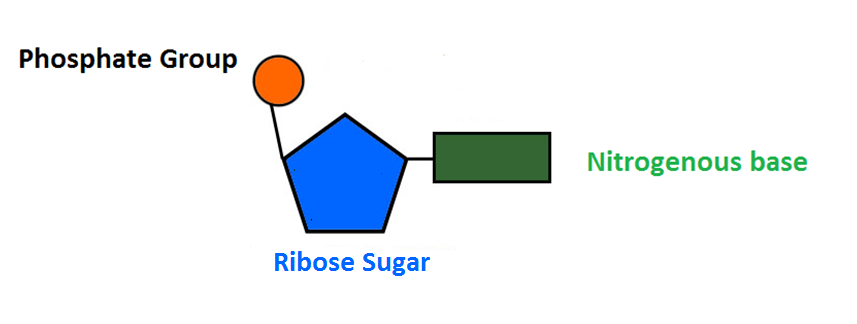 Phosphate Group
Nitrogenous base
Ribose Sugar